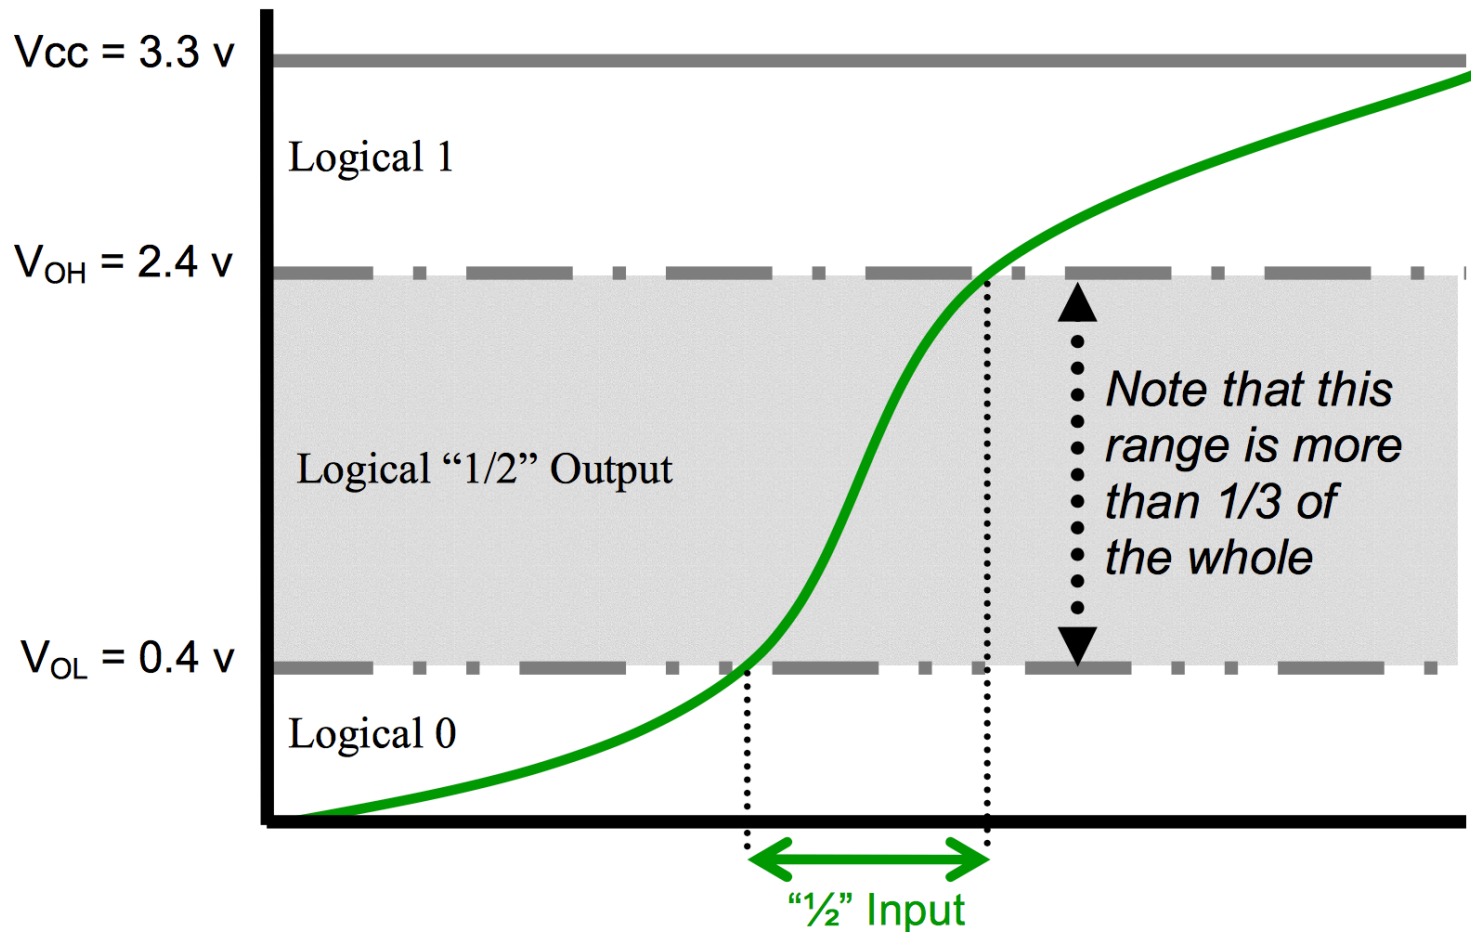 Vcc = 3.3 v
Logical 1
VOH = 2.4 v
Logical “1/2” Output
Note that this
range is more
than 1/3 of
the whole
VOL = 0.4 v
Logical 0
“½” Input